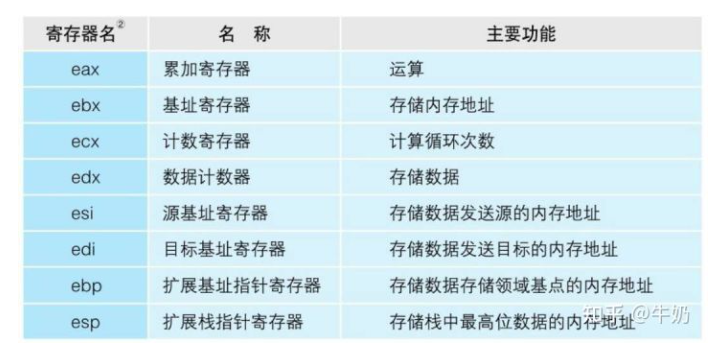 寄存器名② 名 称 主要功能
eax 累加寄存器 运算
ebx 基址寄存器 存储内存地址
ecx 计数寄存器 计算循环次数
edx 数据计数器 存储数据
esi 源基址寄存器 存储数据发送源的内存地址
edi 目标基址寄存器 存储数据发送目标的内存地址
ebp 扩展基址指针寄存器 存储数据存储领域基点的内存地址
esp 扩展栈指针寄存器 存储栈中最高位数据的内存地址
知乎 @牛奶